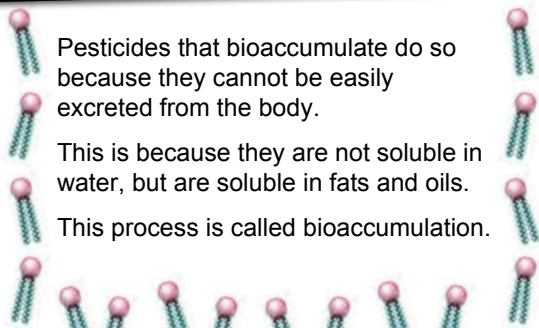 Pesticides that bioaccumulate do so
because they cannot be easily
excreted from the body.
This is because they are not soluble in
water, but are soluble in fats and oils.
This process is called bioaccumulation.